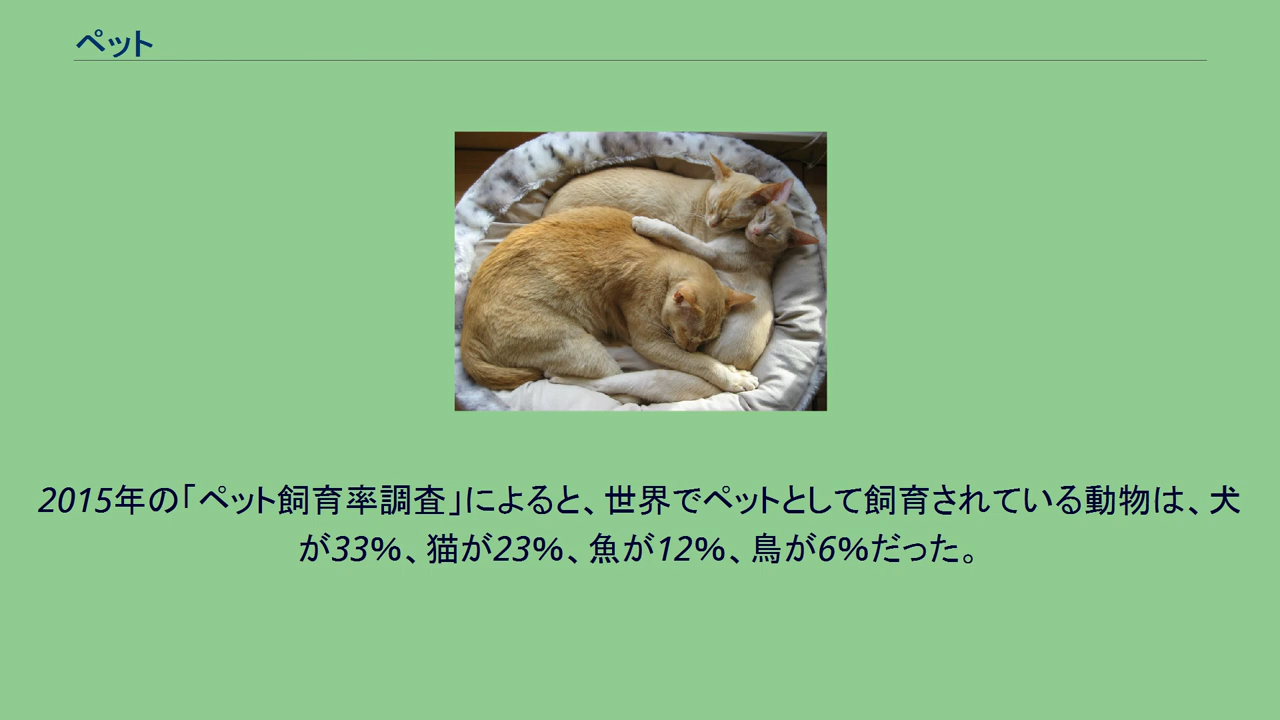 ペット
2015年の「ペット飼育率調査」によると、世界でペットとして飼育されている動物は、犬
が33%、猫が23%、魚が12%、鳥が6%だった。